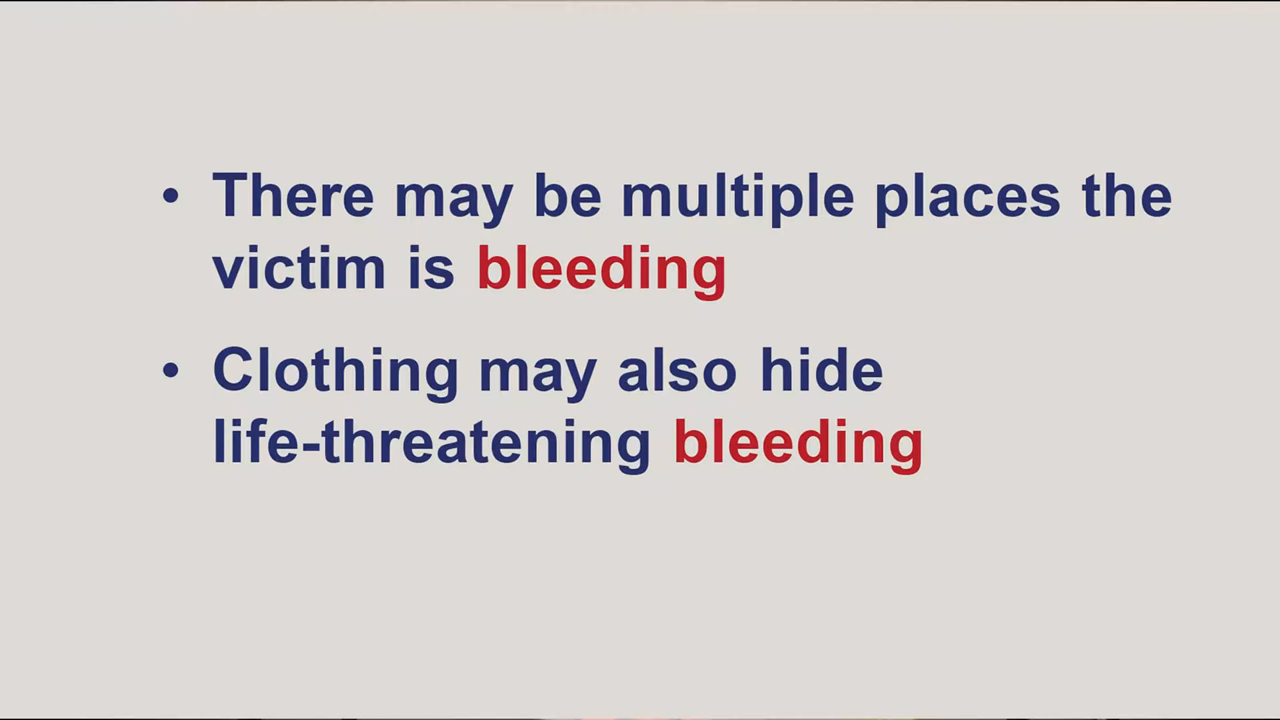 • There may be multiple places the
victim is bleeding
• Clothing may also hide
life-threatening bleeding